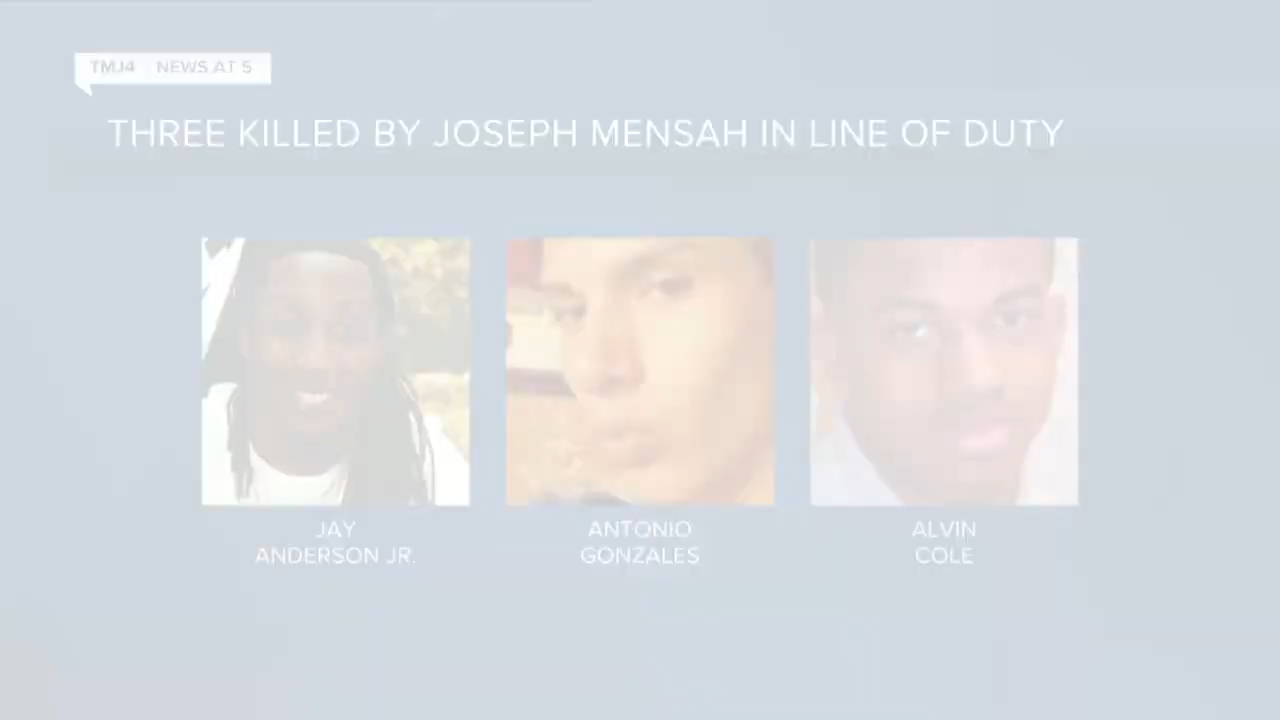 TMJ4 NEWS AT 5
THREE KILLED BY JOSEPH MENSAH IN LINE OF DUTY
JAY
ANDERSON JR.
ANTONIO
GONZALES
ALVIN
COLE